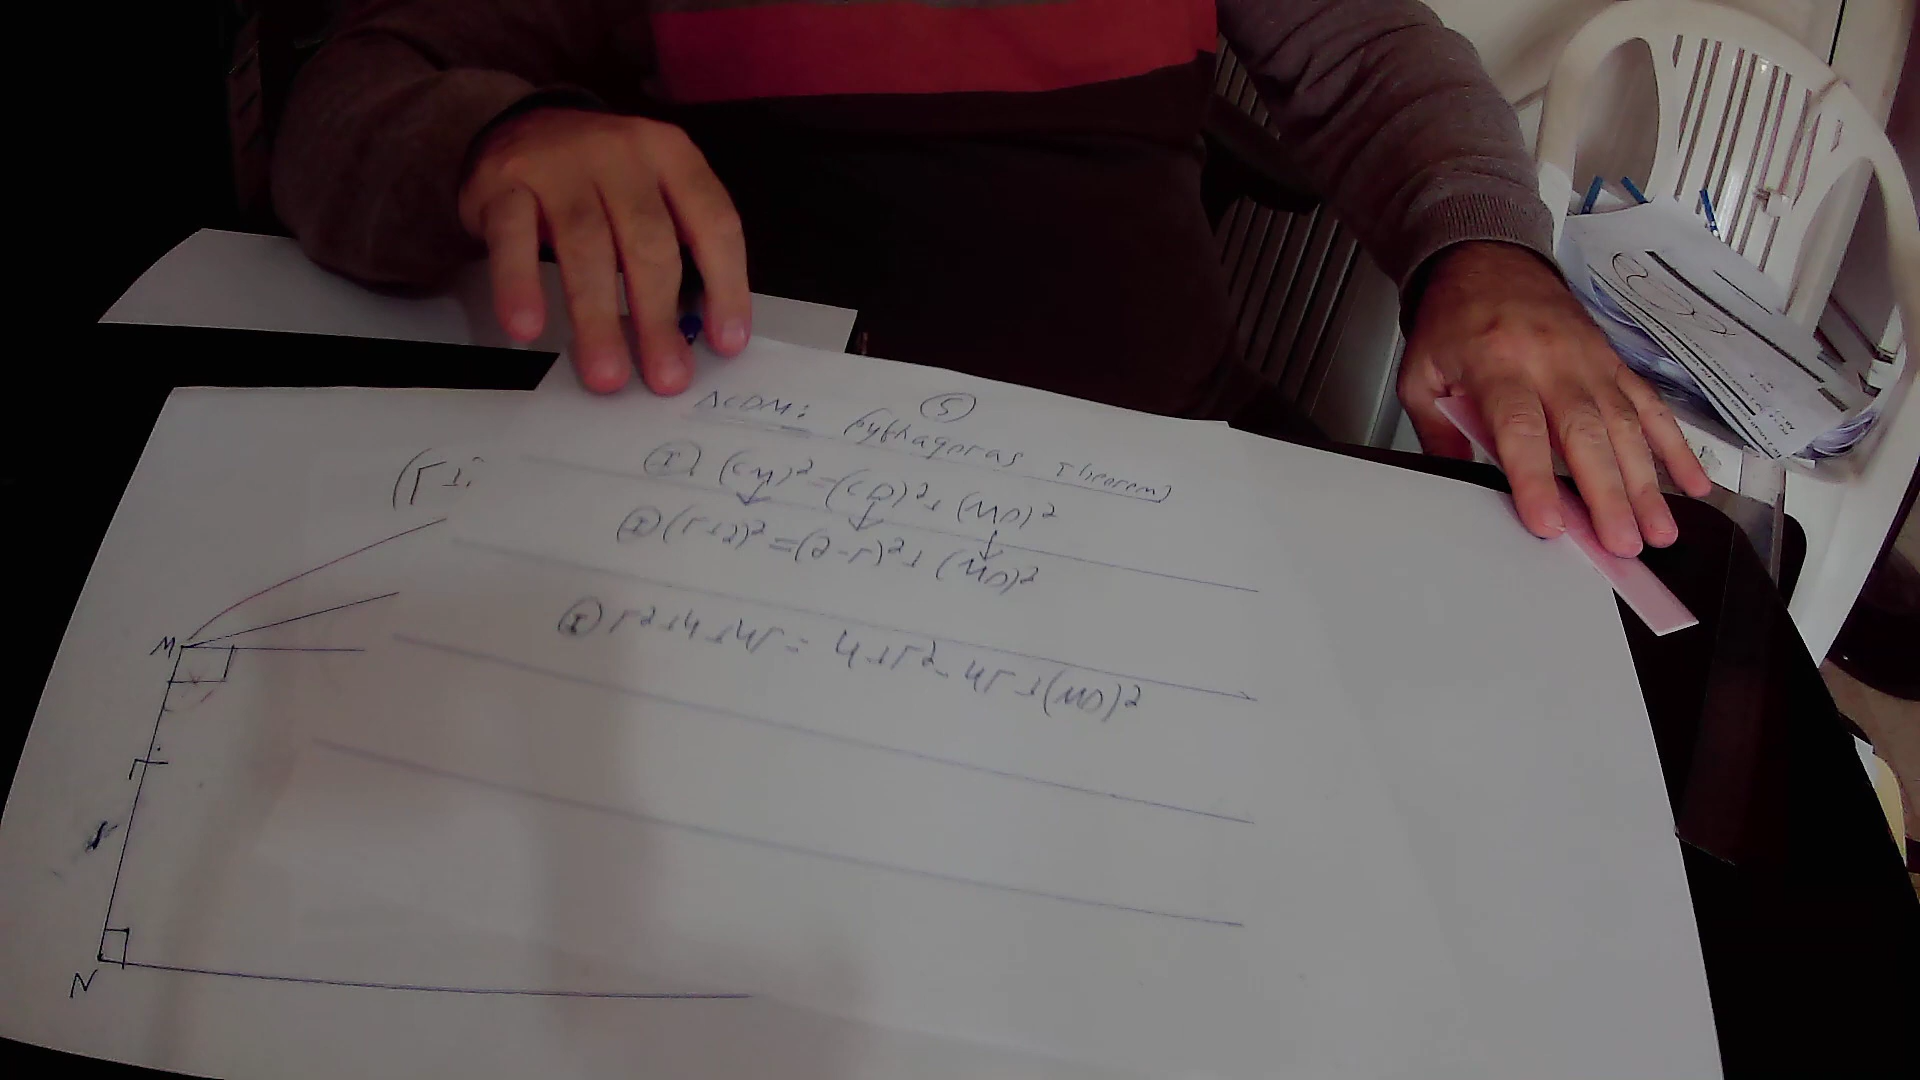 ⑤
ΔCDM: Pythagoras Theorem
① (CM)²=(CD)²+(MD)²
② (r+2)²=(2-r)²+(MD)²
① r²+4+4r = 4+r²-4r+(MD)²
(r+
M
N